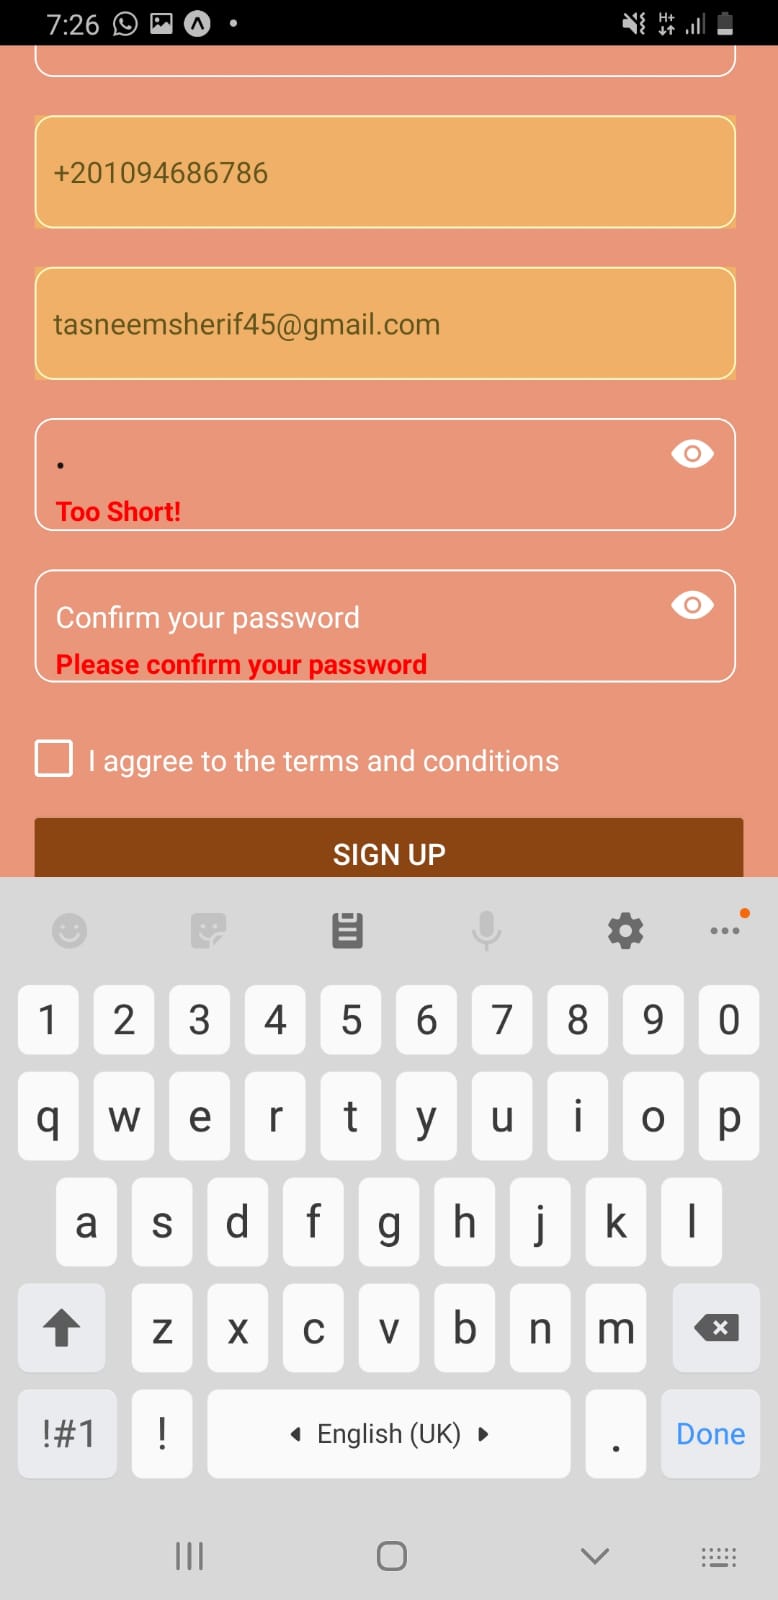 7:26
H+
+201094686786
tasneemsherif45@gmail.com
Too Short!
Confirm your password
Please confirm your password
I aggree to the terms and conditions
SIGN UP
1 2 3 4 5 6 7 8 9 0
q w e r t y u i o p
a s d f g h j k l
z x c v b n m
!#1 ! English (UK) . Done